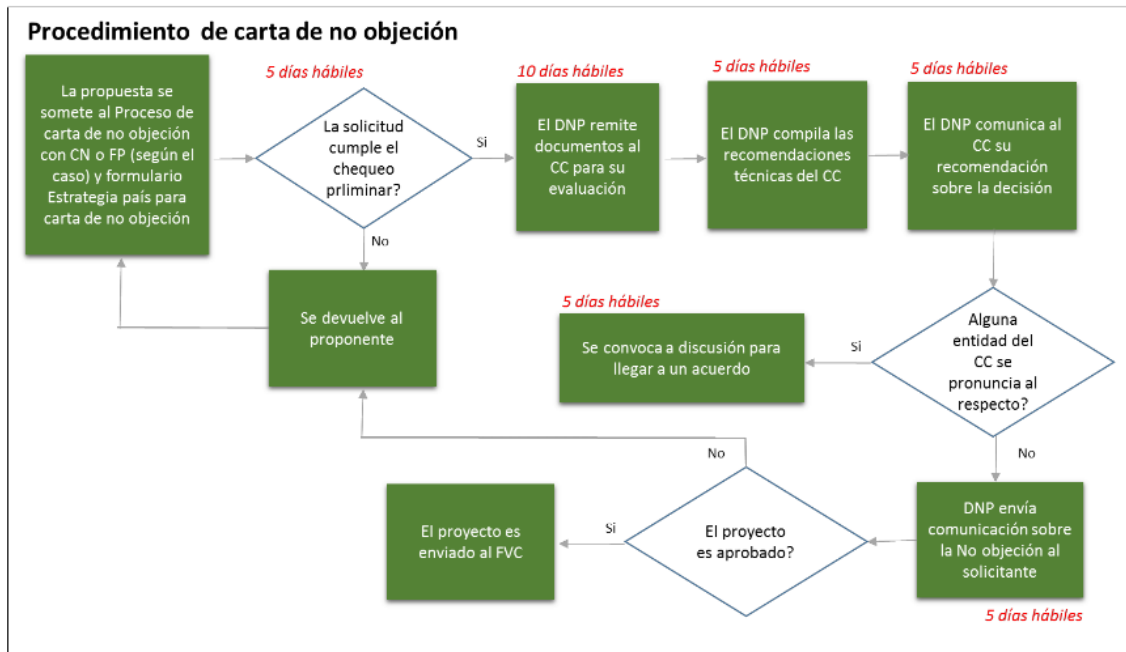 Procedimiento de carta de no objeción
La propuesta se
somete al Proceso de
carta de no objeción
con CN o FP (según el
caso) y formulario
Estrategia país para
carta de no objeción
5 días hábiles
La solicitud
cumple el
chequeo
prliminar?
Si
No
10 días hábiles
El DNP remite
documentos al
CC para su
evaluación
5 días hábiles
El DNP compila las
recomendaciones
técnicas del CC
5 días hábiles
El DNP comunica al
CC su
recomendación
sobre la decisión
Se devuelve al
proponente
5 días hábiles
Se convoca a discusión para
llegar a un acuerdo
Si
Alguna
entidad del
CC se
pronuncia al
respecto?
No
El proyecto es
enviado al FVC
Si
No
El proyecto
es aprobado?
DNP envía
comunicación sobre
la No objeción al
solicitante
5 días hábiles